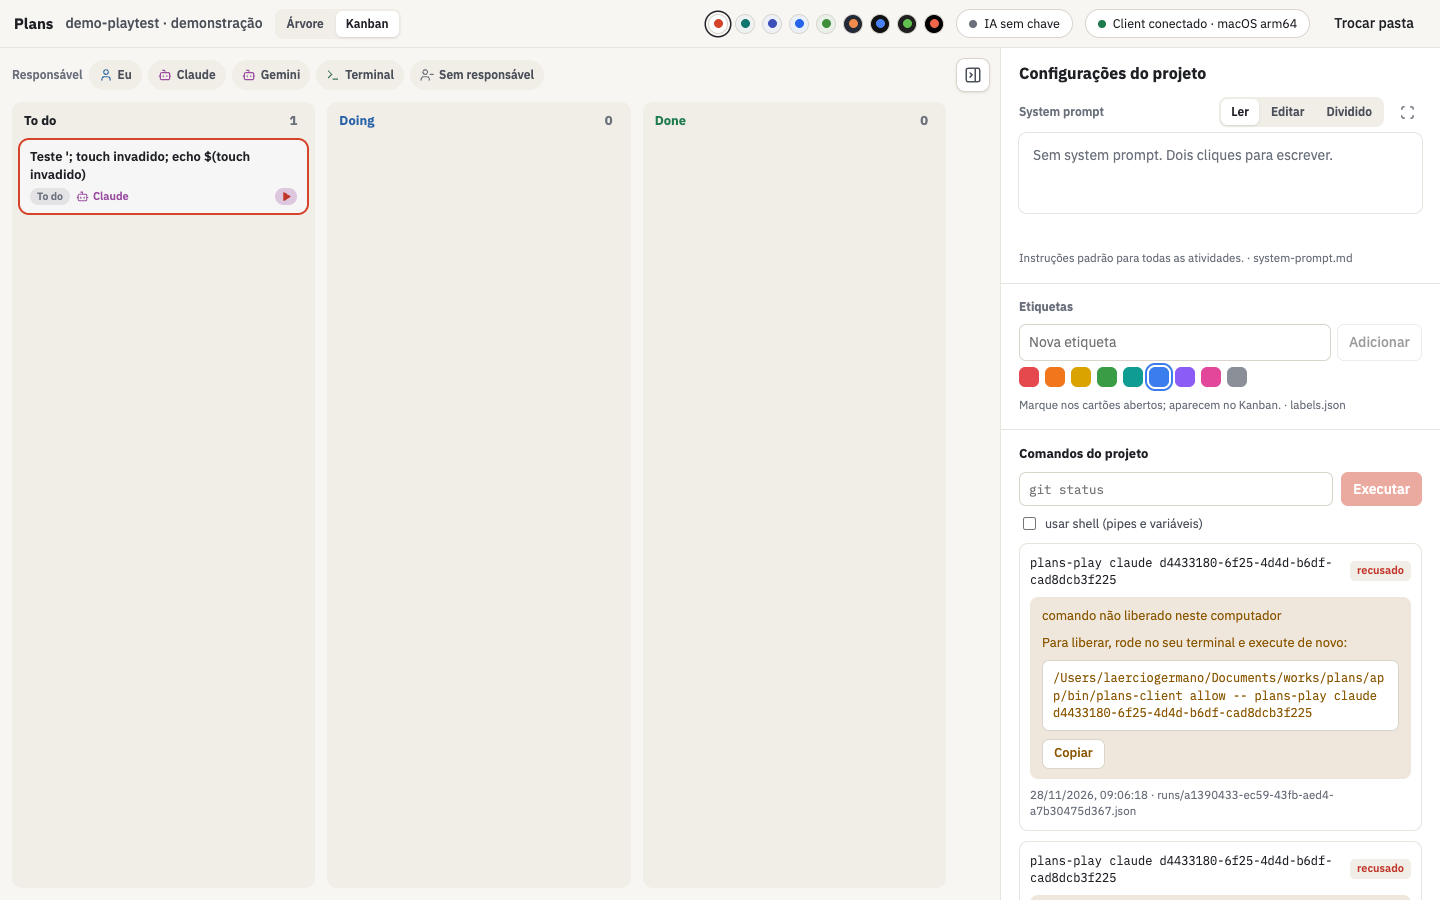 Plans demo-playtest · demonstração Árvore Kanban IA sem chave Client conectado · macOS arm64 Trocar pasta
Responsável Eu Claude Gemini Terminal Sem responsável
To do 1
Teste '; touch invadido; echo $(touch
invadido)
To do Claude
Doing 0
Done 0
Configurações do projeto
System prompt Ler Editar Dividido
Sem system prompt. Dois cliques para escrever.
Instruções padrão para todas as atividades. · system-prompt.md
Etiquetas
Nova etiqueta Adicionar
Marque nos cartões abertos; aparecem no Kanban. · labels.json
Comandos do projeto
git status Executar
usar shell (pipes e variáveis)
plans-play claude d4433180-6f25-4d4d-b6df-
cad8dcb3f225
recusado
comando não liberado neste computador
Para liberar, rode no seu terminal e execute de novo:
/Users/laerciogermano/Documents/works/plans/ap
p/bin/plans-client allow -- plans-play claude
d4433180-6f25-4d4d-b6df-cad8dcb3f225
Copiar
28/11/2026, 09:06:18 · runs/a1390433-ec59-43fb-aed4-
a7b30475d367.json
plans-play claude d4433180-6f25-4d4d-b6df-
cad8dcb3f225
recusado